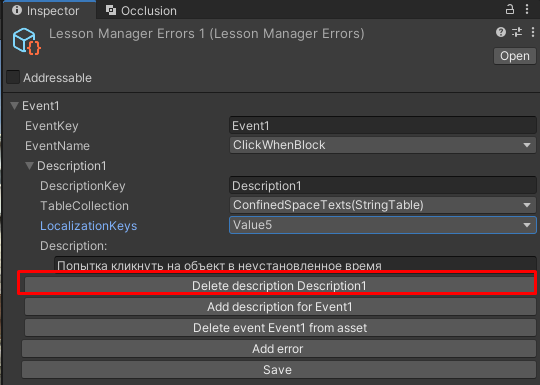 Inspector
Occlusion
Lesson Manager Errors 1 (Lesson Manager Errors)
Open
Addressable
Event1
EventKey Event1
EventName ClickWhenBlock
Description1
DescriptionKey Description1
TableCollection ConfinedSpaceTexts(StringTable)
LocalizationKeys Value5
Description:
Попытка кликнуть на объект в неустановленное время
Delete description Description1
Add description for Event1
Delete event Event1 from asset
Add error
Save